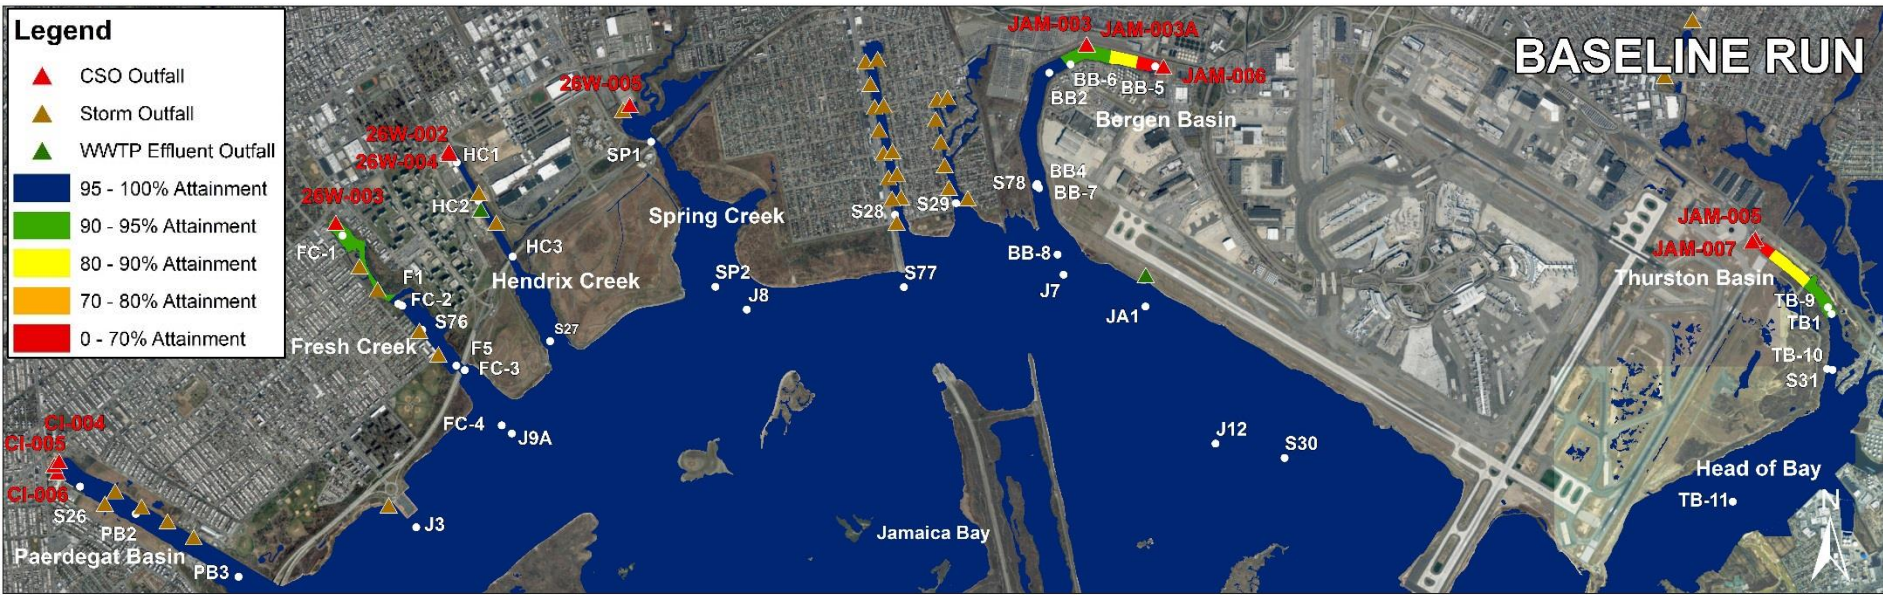 Legend
CSO Outfall
Storm Outfall
WWTP Effluent Outfall
95 - 100% Attainment
90 - 95% Attainment
80 - 90% Attainment
70 - 80% Attainment
0 - 70% Attainment
BASELINE RUN
JAM-003
JAM-003A
JAM-006
BB-6
BB-5
BB2
Bergen Basin
26W-005
26W-002
26W-004
HC1
SP1
26W-003
HC2
BB4
S78
BB-7
S28
S29
Spring Creek
JAM-005
JAM-007
FC-1
HC3
BB-8
Hendrix Creek
F1
FC-2
SP2
J8
S77
J7
JA1
Thurston Basin
TB-9
TB1
S76
S27
Fresh Creek
F5
FC-3
TB-10
S31
FC-4
J9A
J12
S30
CI-004
CI-005
CI-006
S26
PB2
J3
Head of Bay
TB-11
N
Jamaica Bay
Paerdegat Basin
PB3